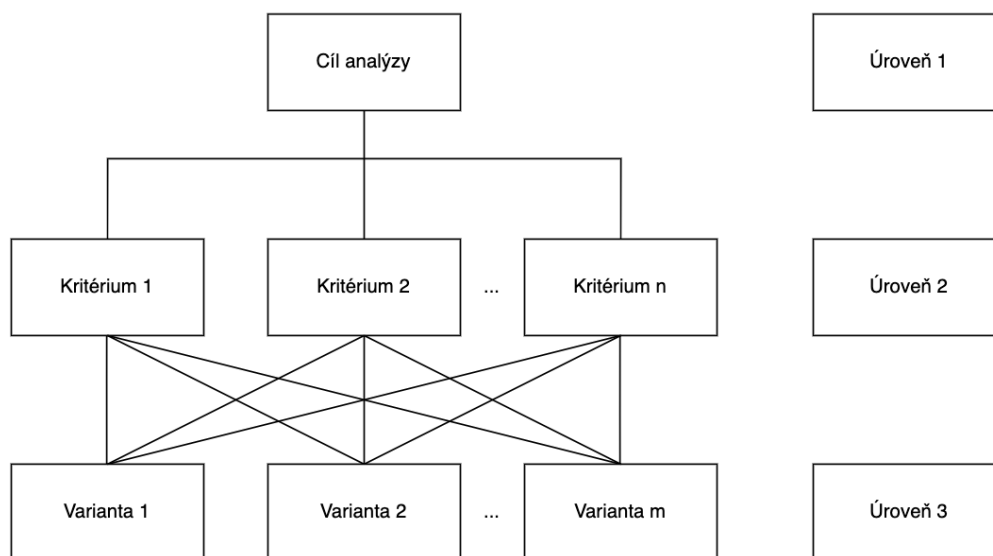 Cíl analýzy
Úroveň 1
Kritérium 1
Kritérium 2
...
Kritérium n
Úroveň 2
Varianta 1
Varianta 2
...
Varianta m
Úroveň 3